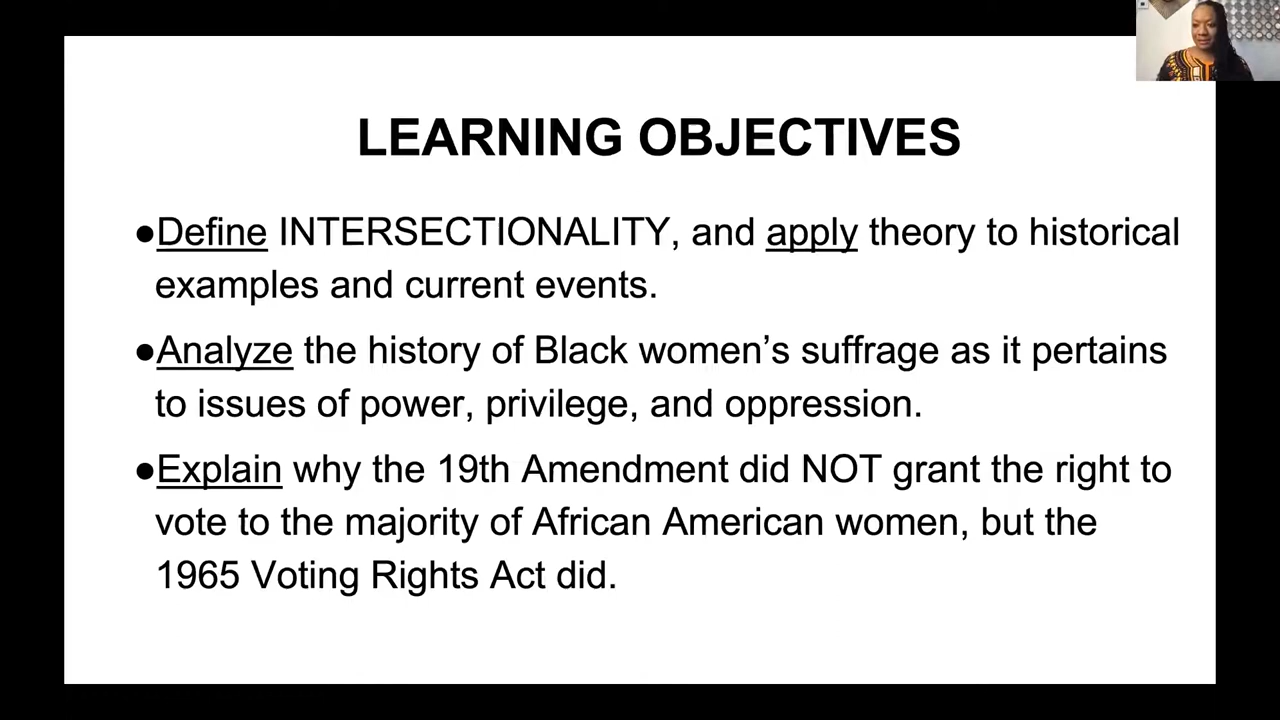 LEARNING OBJECTIVES
●Define INTERSECTIONALITY, and apply theory to historical
examples and current events.
●Analyze the history of Black women’s suffrage as it pertains
to issues of power, privilege, and oppression.
●Explain why the 19th Amendment did NOT grant the right to
vote to the majority of African American women, but the
1965 Voting Rights Act did.